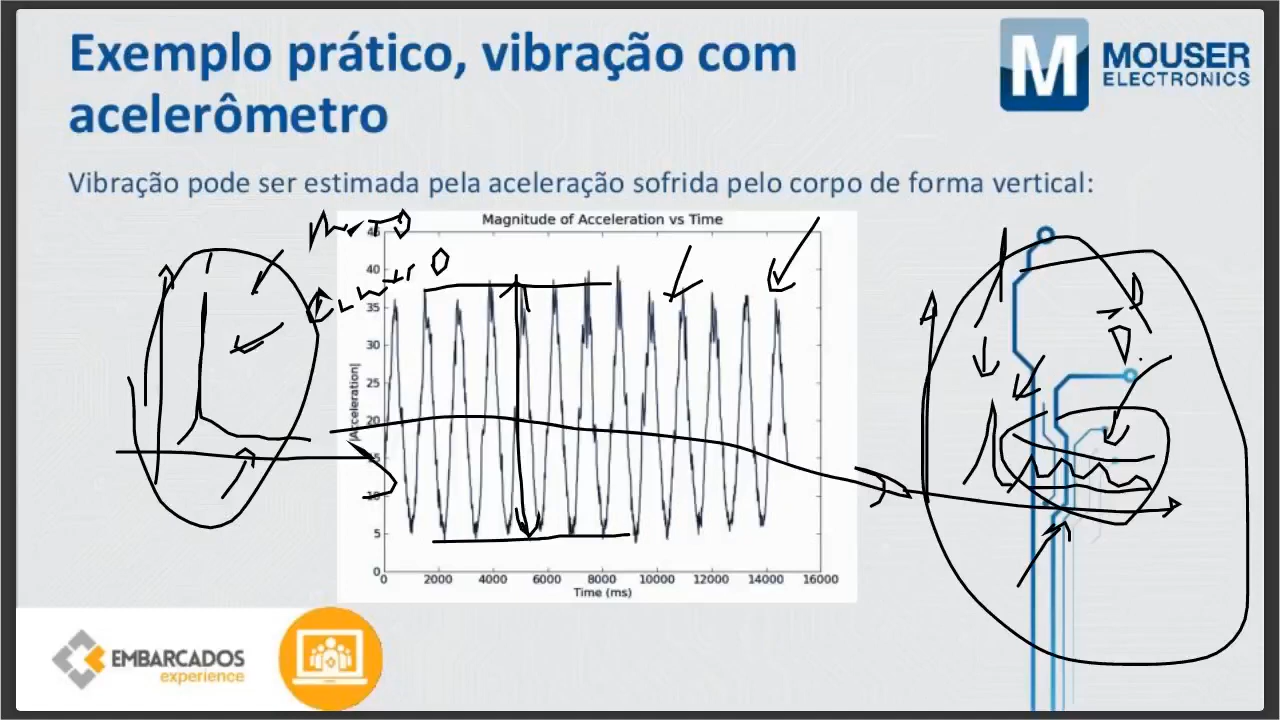 Exemplo prático, vibração com
acelerômetro
M
MOUSER
ELECTRONICS
Vibração pode ser estimada pela aceleração sofrida pelo corpo de forma vertical:
Magnitude of Acceleration vs Time
45
40
35
30
25
20
15
10
5
0
|Acceleration|
0 2000 4000 6000 8000 10000 12000 14000 16000
Time (ms)
EMBARCADOS
experience